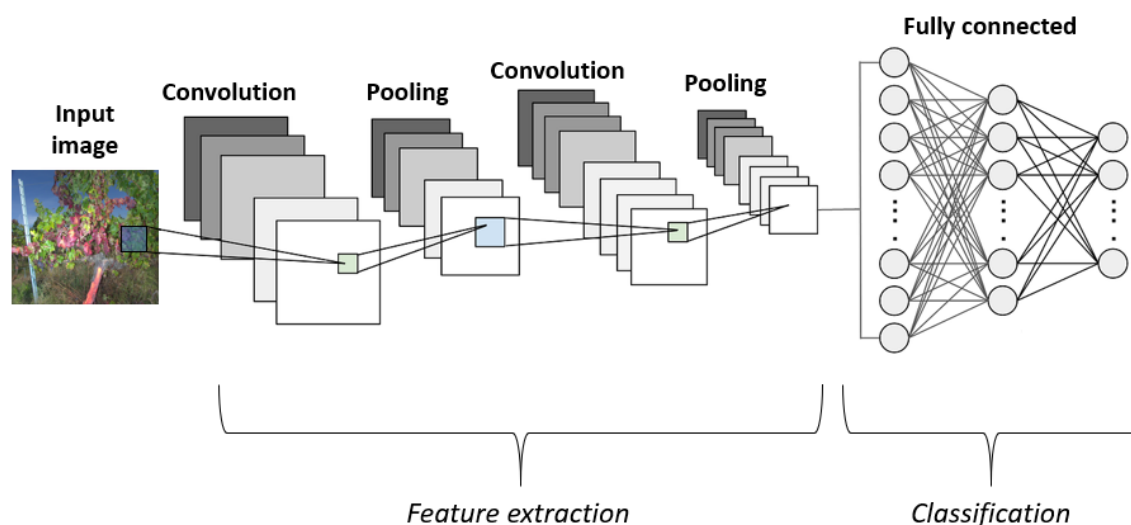 Input
image
Convolution
Pooling
Convolution
Pooling
Fully connected
Feature extraction
Classification